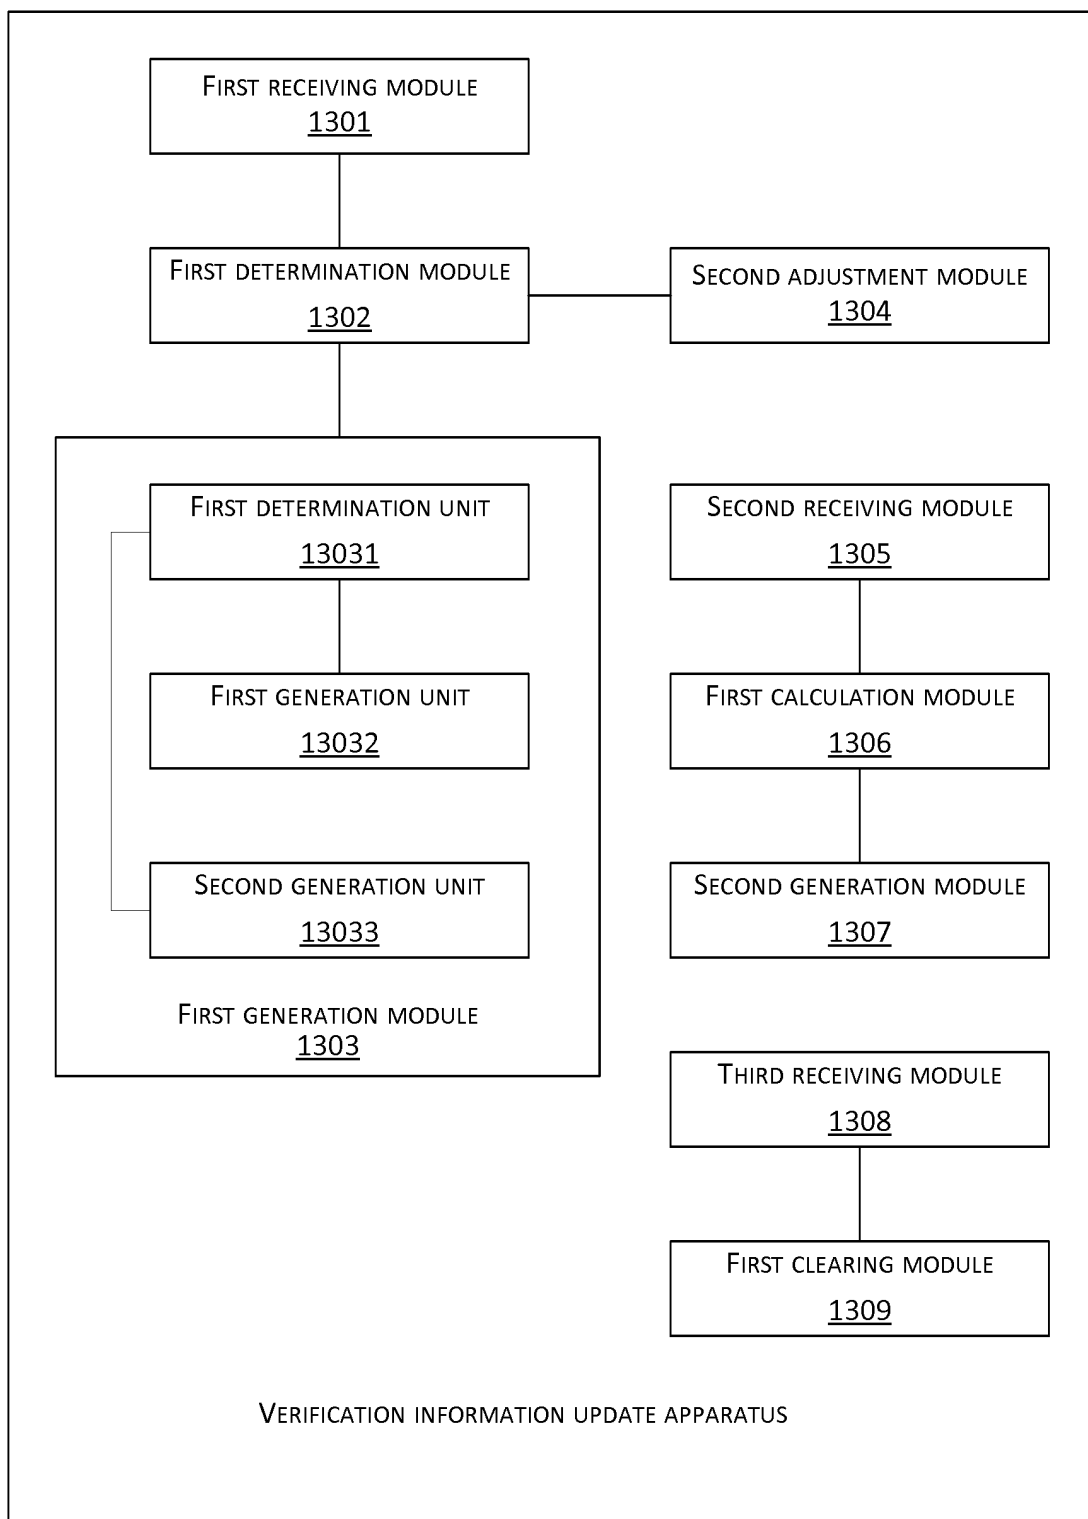 First receiving module
1301
First determination module
1302
Second adjustment module
1304
First determination unit
13031
First generation unit
13032
Second generation unit
13033
First generation module
1303
Second receiving module
1305
First calculation module
1306
Second generation module
1307
Third receiving module
1308
First clearing module
1309
Verification information update apparatus